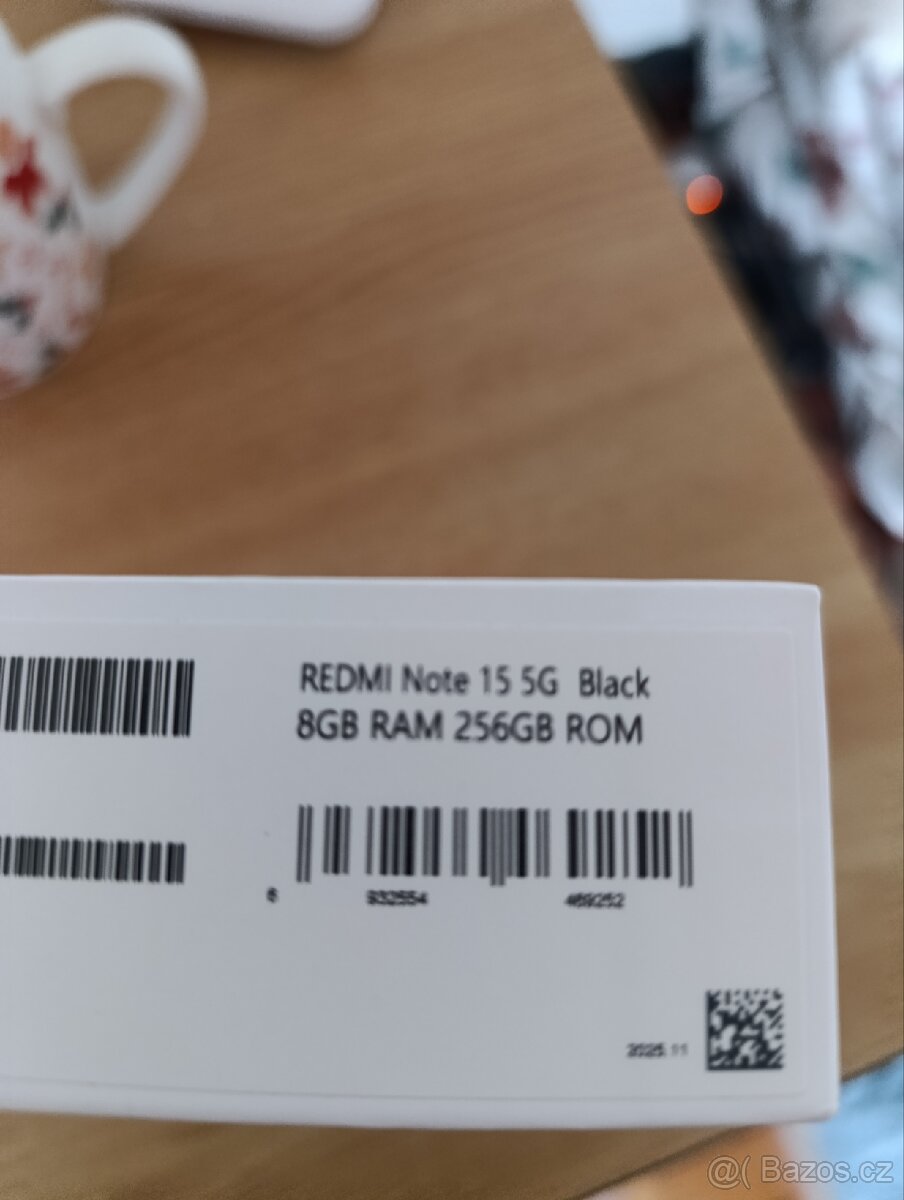 REDMI Note 15 5G Black
8GB RAM 256GB ROM
6 932554 469252
2025.11
@( Bazos.cz